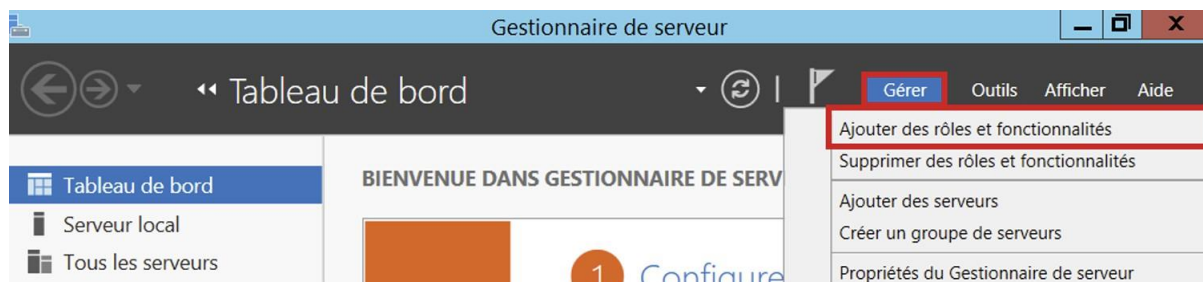 Gestionnaire de serveur
Tableau de bord
Gérer Outils Afficher Aide
Ajouter des rôles et fonctionnalités
Supprimer des rôles et fonctionnalités
Ajouter des serveurs
Créer un groupe de serveurs
Propriétés du Gestionnaire de serveur
Tableau de bord
Serveur local
Tous les serveurs
BIENVENUE DANS GESTIONNAIRE DE SERV
1 Configure